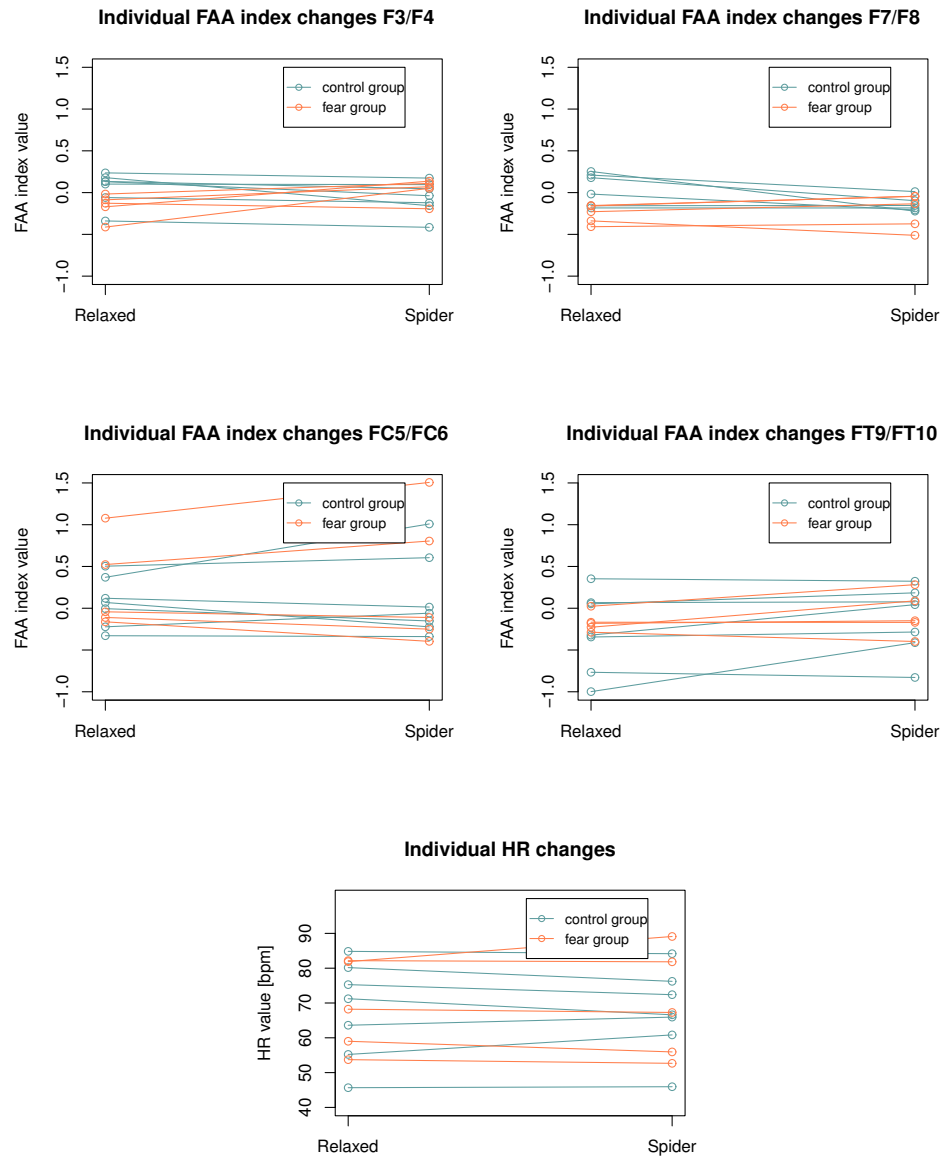 Individual FAA index changes F3/F4
FAA index value
1.5
1.0
0.5
0.0
−1.0
control group
fear group
Relaxed
Spider
Individual FAA index changes F7/F8
FAA index value
1.5
1.0
0.5
0.0
−1.0
control group
fear group
Relaxed
Spider
Individual FAA index changes FC5/FC6
FAA index value
1.5
1.0
0.5
0.0
−1.0
control group
fear group
Relaxed
Spider
Individual FAA index changes FT9/FT10
FAA index value
1.5
1.0
0.5
0.0
−1.0
control group
fear group
Relaxed
Spider
Individual HR changes
HR value [bpm]
90
80
70
60
50
40
control group
fear group
Relaxed
Spider